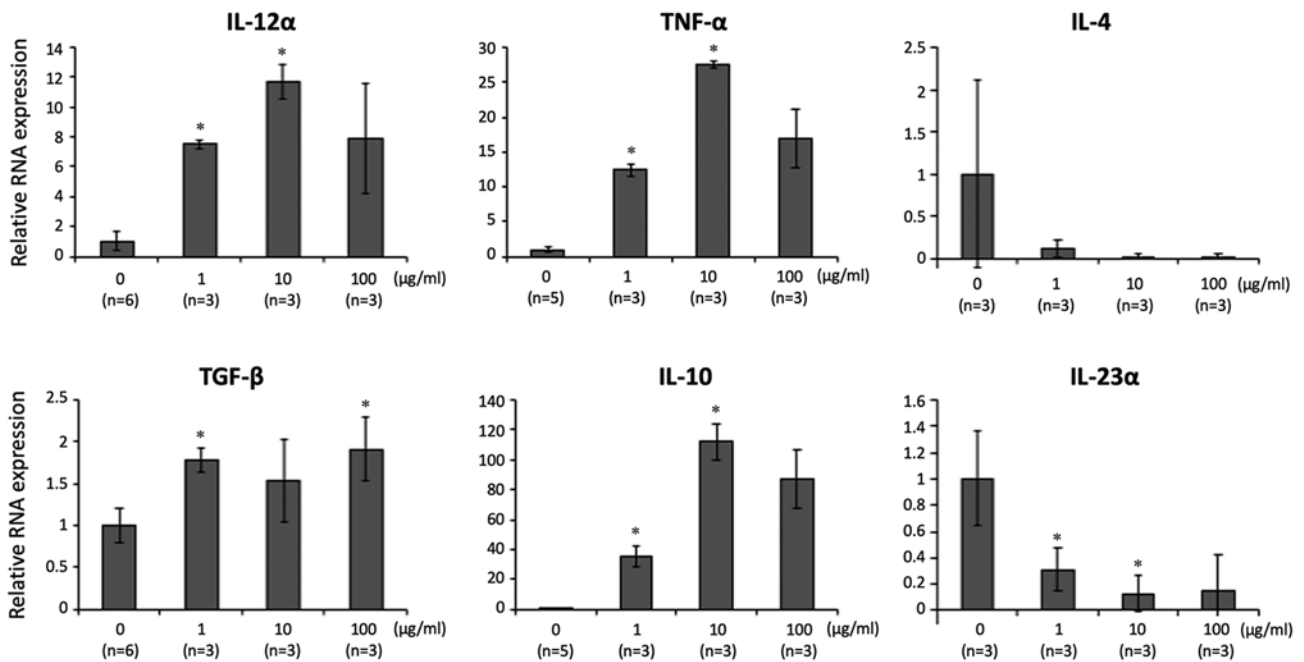 IL-12α
Relative RNA expression
14
12
10
8
6
4
2
0
*
*
0 1 10 100 (μg/ml)
(n=6) (n=3) (n=3) (n=3)
TNF-α
30
25
20
15
10
5
0
*
*
0 1 10 100 (μg/ml)
(n=5) (n=3) (n=3) (n=3)
IL-4
2.5
2
1.5
1
0.5
0
0 1 10 100 (μg/ml)
(n=3) (n=3) (n=3) (n=3)
TGF-β
Relative RNA expression
2.5
2
1.5
1
0.5
0
*
*
0 1 10 100 (μg/ml)
(n=6) (n=3) (n=3) (n=3)
IL-10
140
120
100
80
60
40
20
0
*
*
0 1 10 100 (μg/ml)
(n=5) (n=3) (n=3) (n=3)
IL-23α
1.6
1.4
1.2
1
0.8
0.6
0.4
0.2
0
*
*
0 1 10 100 (μg/ml)
(n=3) (n=3) (n=3) (n=3)